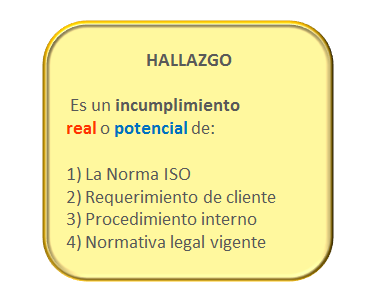 HALLAZGO
Es un incumplimiento
real o potencial de:
1) La Norma ISO
2) Requerimiento de cliente
3) Procedimiento interno
4) Normativa legal vigente